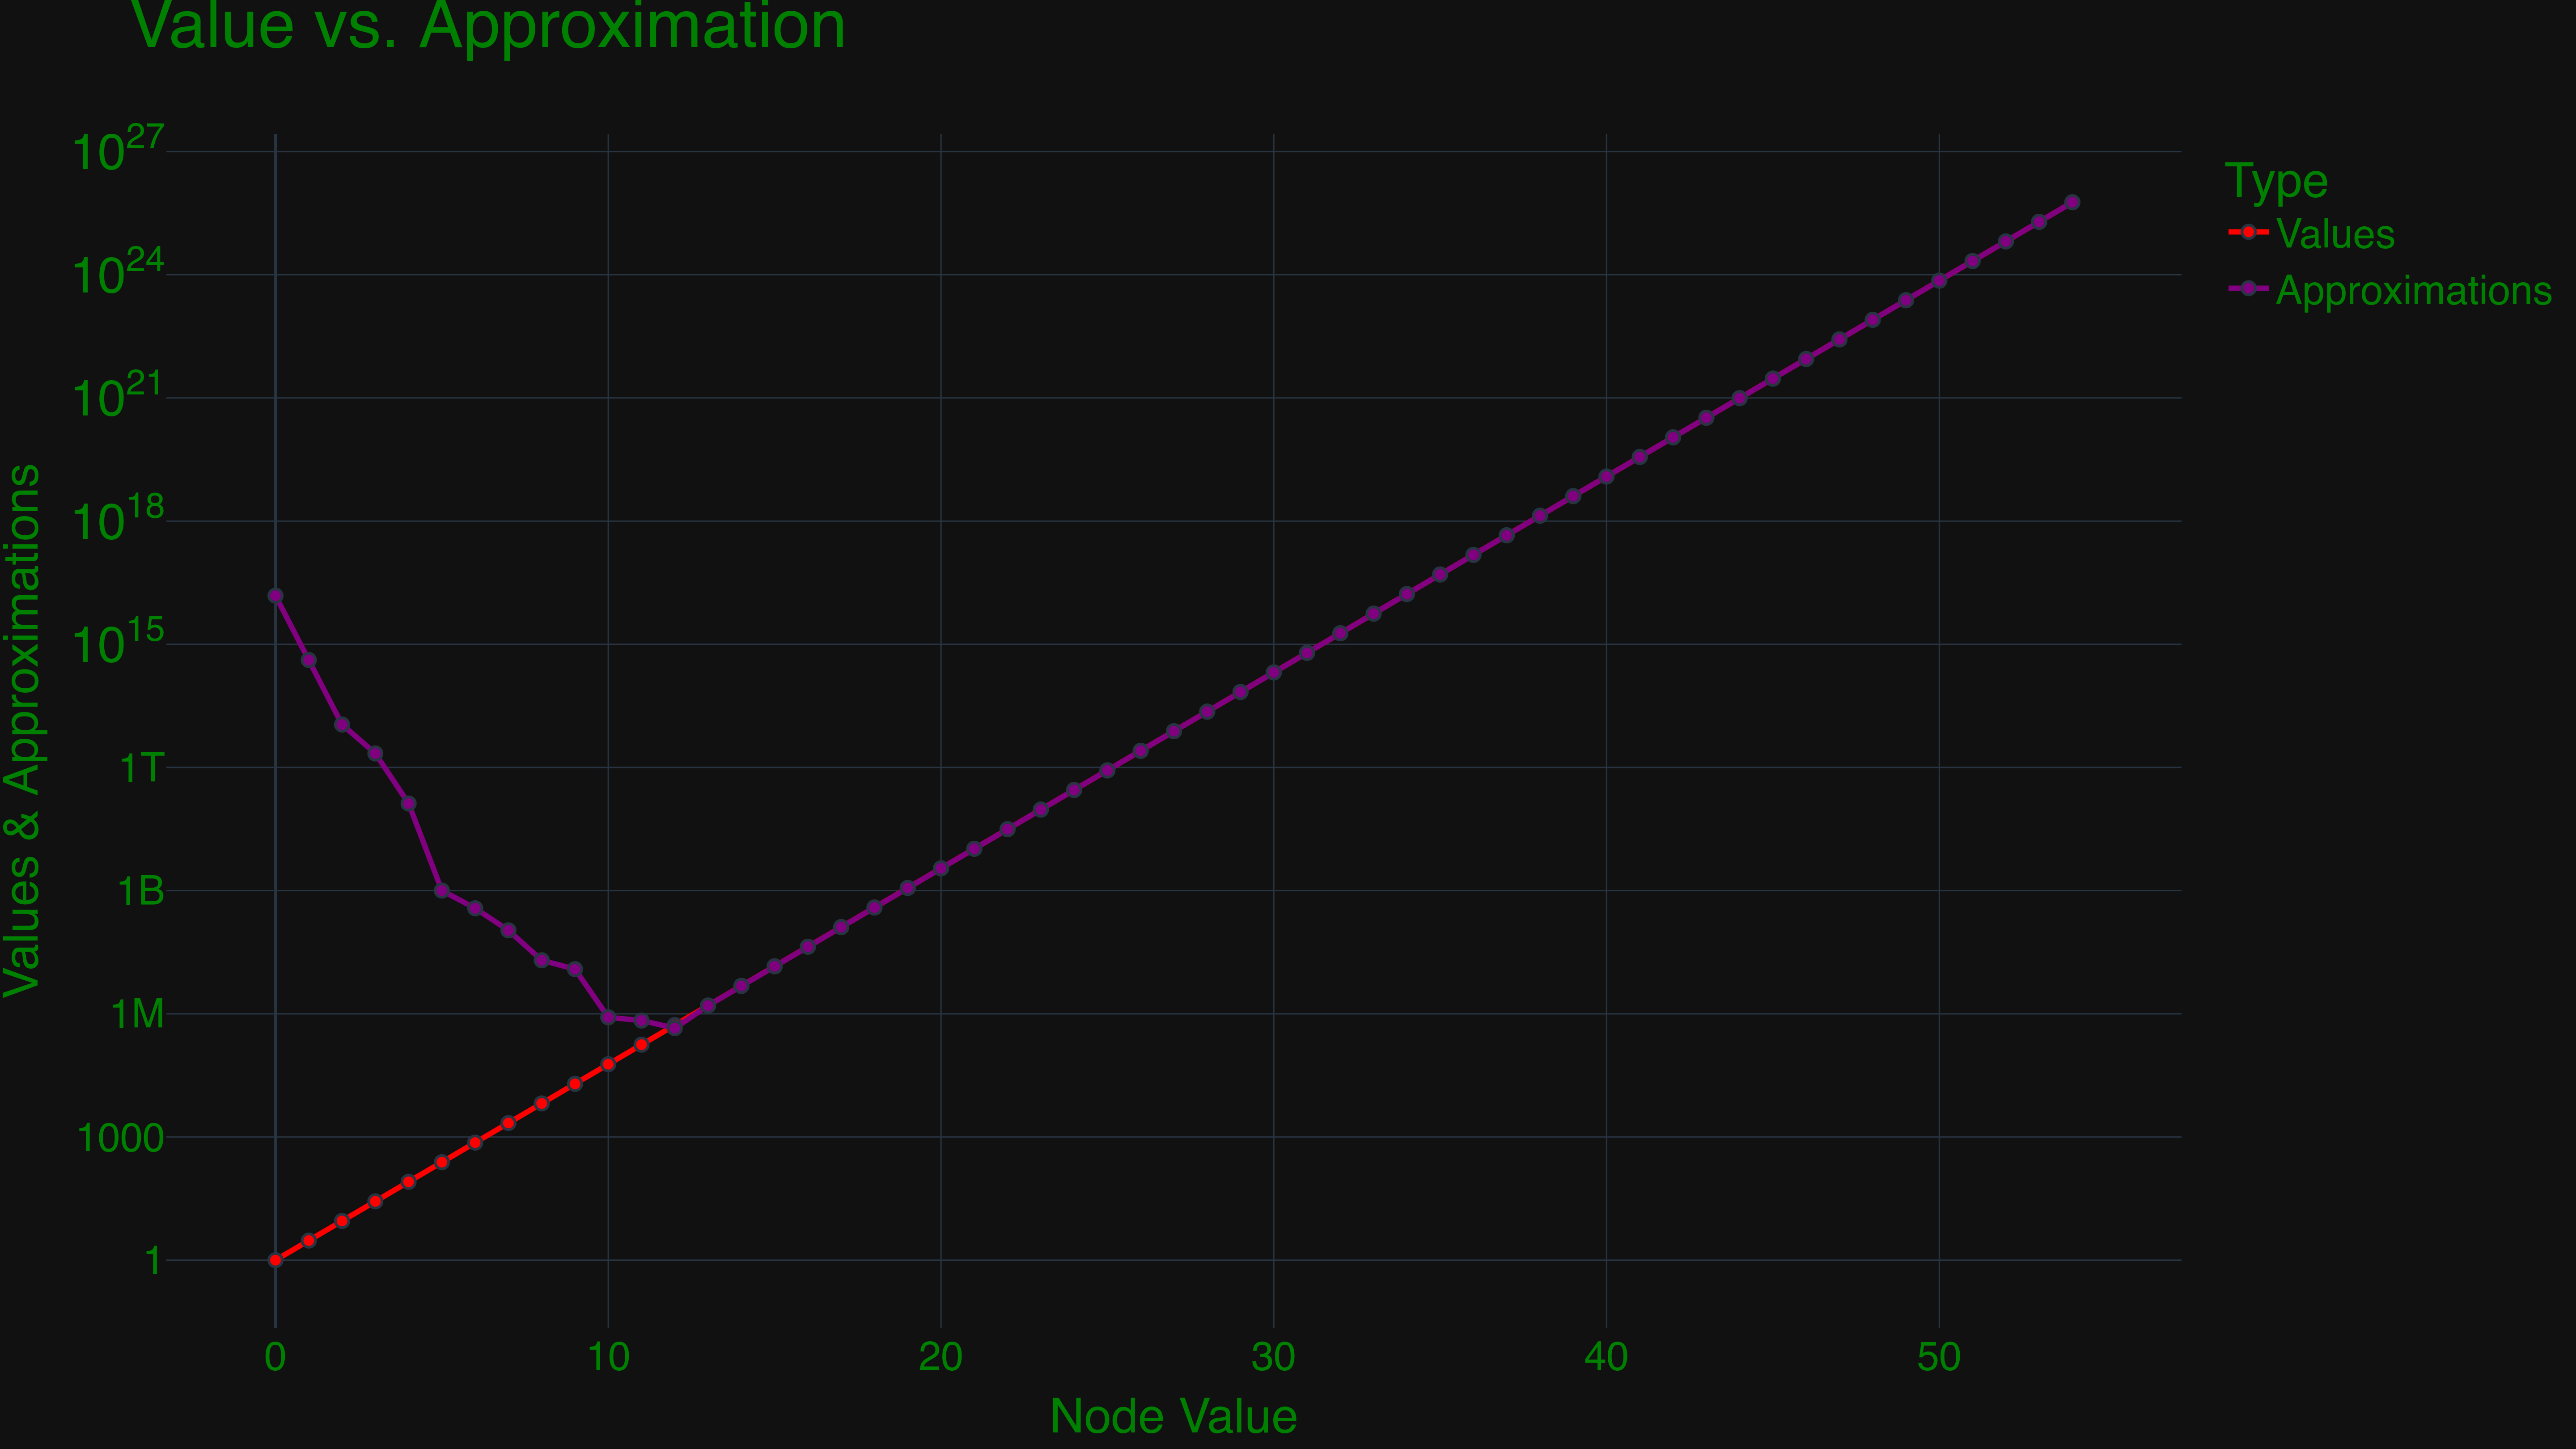 Value vs. Approximation
10^27
10^24
10^21
10^18
10^15
1T
1B
1M
1000
1
Values & Approximations
0 10 20 30 40 50
Node Value
Type
Values
Approximations